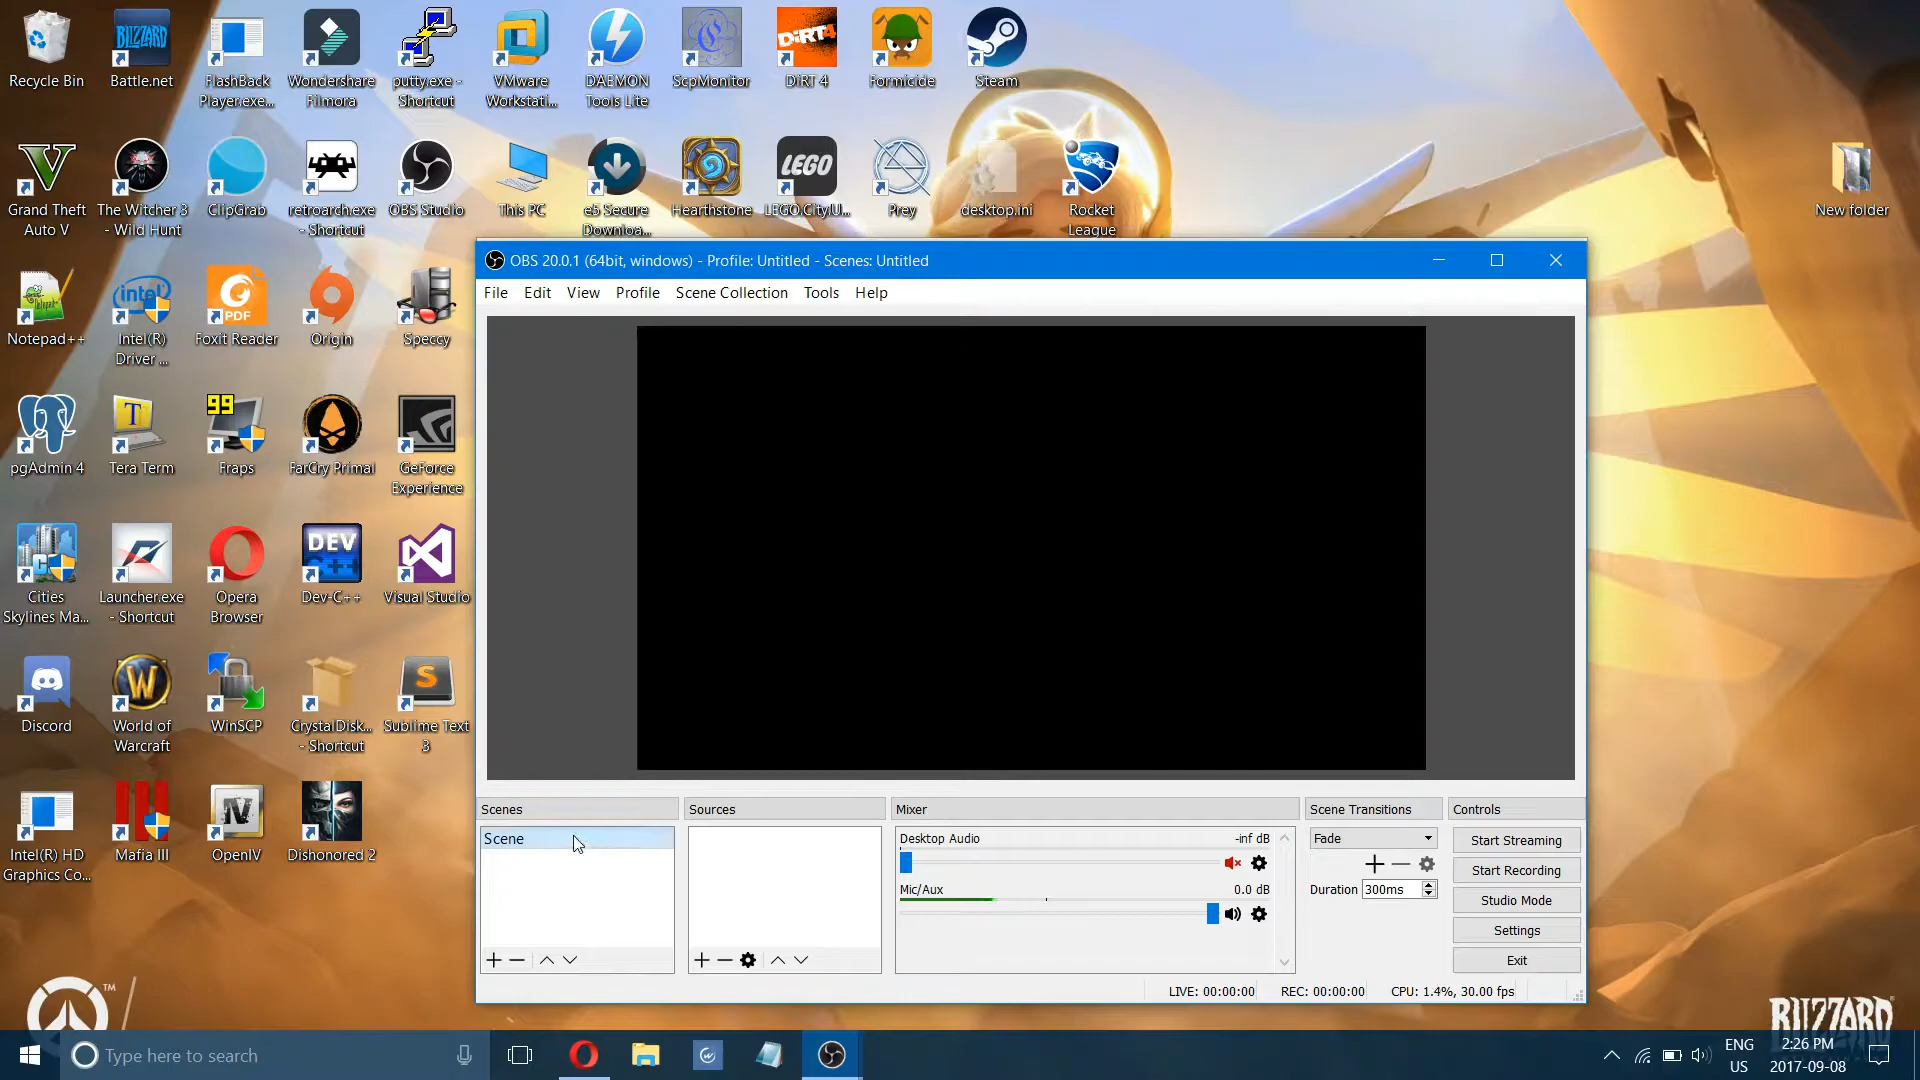 Recycle Bin
Battle.net
FlashBack
Player.exe...
Wondershare
Filmora
putty.exe -
Shortcut
VMware
Workstati...
DAEMON
Tools Lite
ScpMonitor
DiRT 4
Formicide
Steam
Grand Theft
Auto V
The Witcher 3
- Wild Hunt
ClipGrab
retroarch.exe
- Shortcut
OBS Studio
This PC
e5 Secure
Downloa...
Hearthstone
LEGO.CityU...
Prey
desktop.ini
Rocket
League
New folder
OBS 20.0.1 (64bit, windows) - Profile: Untitled - Scenes: Untitled
File Edit View Profile Scene Collection Tools Help
Notepad++
Intel(R)
Driver ...
Foxit Reader
Origin
Speccy
pgAdmin 4
Tera Term
Fraps
FarCry Primal
GeForce
Experience
Cities
Skylines Ma...
Launcher.exe
- Shortcut
Opera
Browser
Dev-C++
Visual Studio
Discord
World of
Warcraft
WinSCP
CrystalDisk...
- Shortcut
Sublime Text
3
Intel(R) HD
Graphics Co...
Mafia III
OpenIV
Dishonored 2
Scenes
Scene
Sources
Mixer
Desktop Audio -inf dB
Mic/Aux 0.0 dB
Scene Transitions
Fade
Duration 300ms
Controls
Start Streaming
Start Recording
Studio Mode
Settings
Exit
LIVE: 00:00:00 REC: 00:00:00 CPU: 1.4%, 30.00 fps
TM
BLIZZARD
Type here to search
ENG
US
2:26 PM
2017-09-08
BLIZZARD
DiRT4
LEGO
intel
PDF
99
T
DEV
C++
W
S